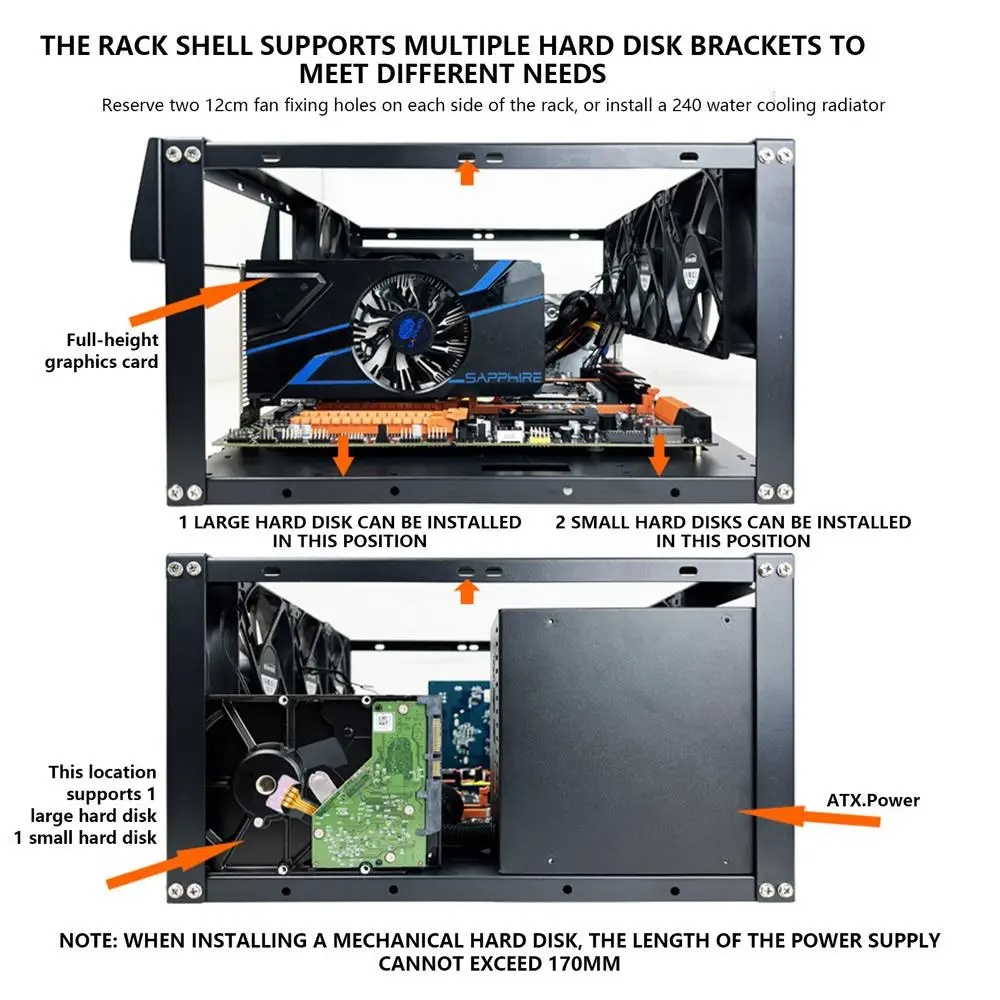 THE RACK SHELL SUPPORTS MULTIPLE HARD DISK BRACKETS TO
MEET DIFFERENT NEEDS
Reserve two 12cm fan fixing holes on each side of the rack, or install a 240 water cooling radiator
Full-height
graphics card
SAPPHIRE
1 LARGE HARD DISK CAN BE INSTALLED
IN THIS POSITION
2 SMALL HARD DISKS CAN BE INSTALLED
IN THIS POSITION
This location
supports 1
large hard disk
1 small hard disk
ATX.Power
NOTE: WHEN INSTALLING A MECHANICAL HARD DISK, THE LENGTH OF THE POWER SUPPLY
CANNOT EXCEED 170MM